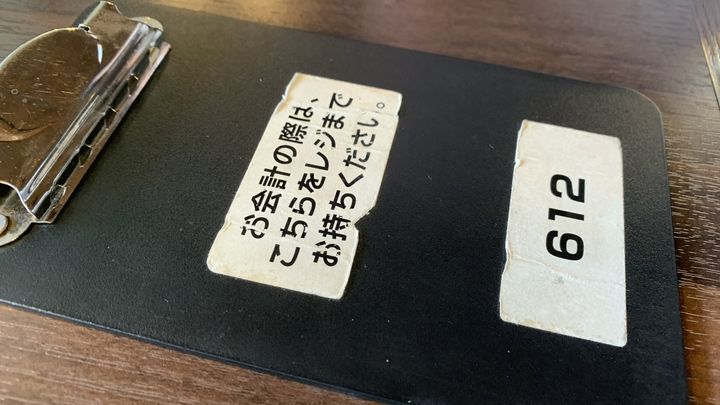 お会計の際は、
こちらをレジまで
お持ちください。
612